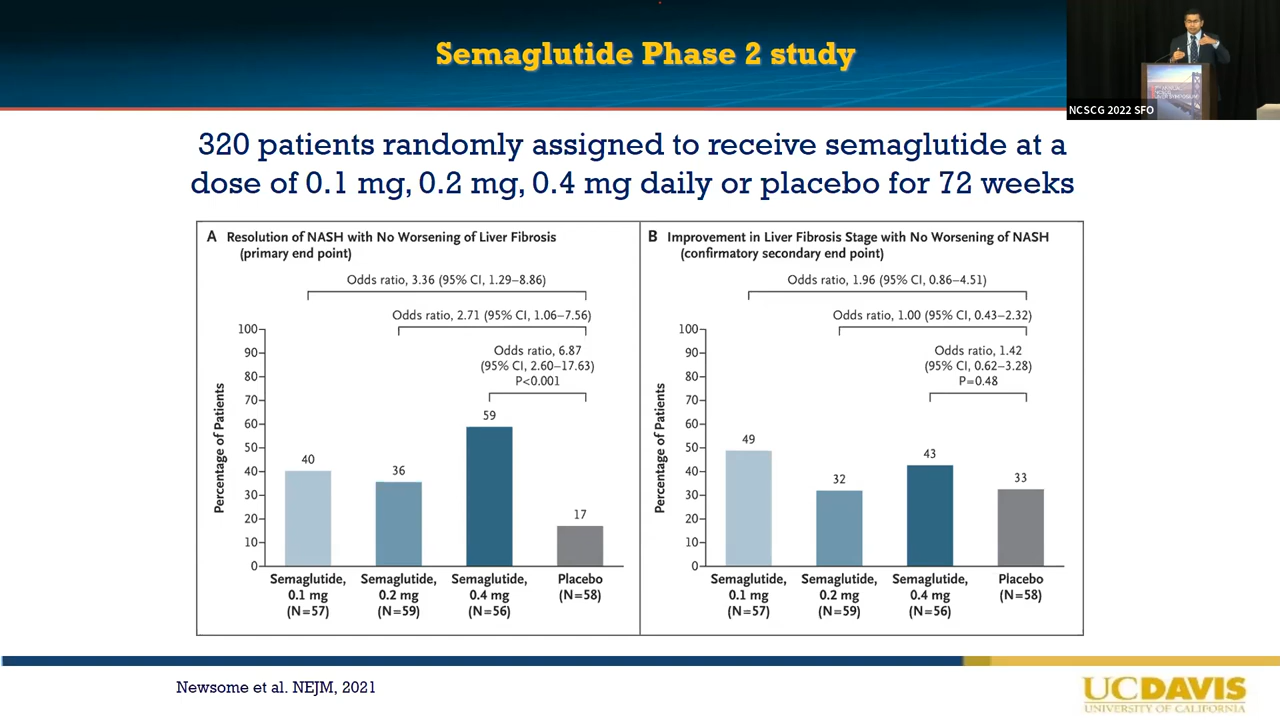 Semaglutide Phase 2 study
NCSCG 2022 SFO
320 patients randomly assigned to receive semaglutide at a
dose of 0.1 mg, 0.2 mg, 0.4 mg daily or placebo for 72 weeks
A Resolution of NASH with No Worsening of Liver Fibrosis
(primary end point)
Odds ratio, 3.36 (95% CI, 1.29–8.86)
Odds ratio, 2.71 (95% CI, 1.06–7.56)
Odds ratio, 6.87
(95% CI, 2.60–17.63)
P<0.001
Percentage of Patients
100
90
80
70
60
50
40
30
20
10
0
40
36
59
17
Semaglutide,
0.1 mg
(N=57)
Semaglutide,
0.2 mg
(N=59)
Semaglutide,
0.4 mg
(N=56)
Placebo
(N=58)
B Improvement in Liver Fibrosis Stage with No Worsening of NASH
(confirmatory secondary end point)
Odds ratio, 1.96 (95% CI, 0.86–4.51)
Odds ratio, 1.00 (95% CI, 0.43–2.32)
Odds ratio, 1.42
(95% CI, 0.62–3.28)
P=0.48
Percentage of Patients
100
90
80
70
60
50
40
30
20
10
0
49
32
43
33
Semaglutide,
0.1 mg
(N=57)
Semaglutide,
0.2 mg
(N=59)
Semaglutide,
0.4 mg
(N=56)
Placebo
(N=58)
Newsome et al. NEJM, 2021
UCDAVIS
UNIVERSITY OF CALIFORNIA